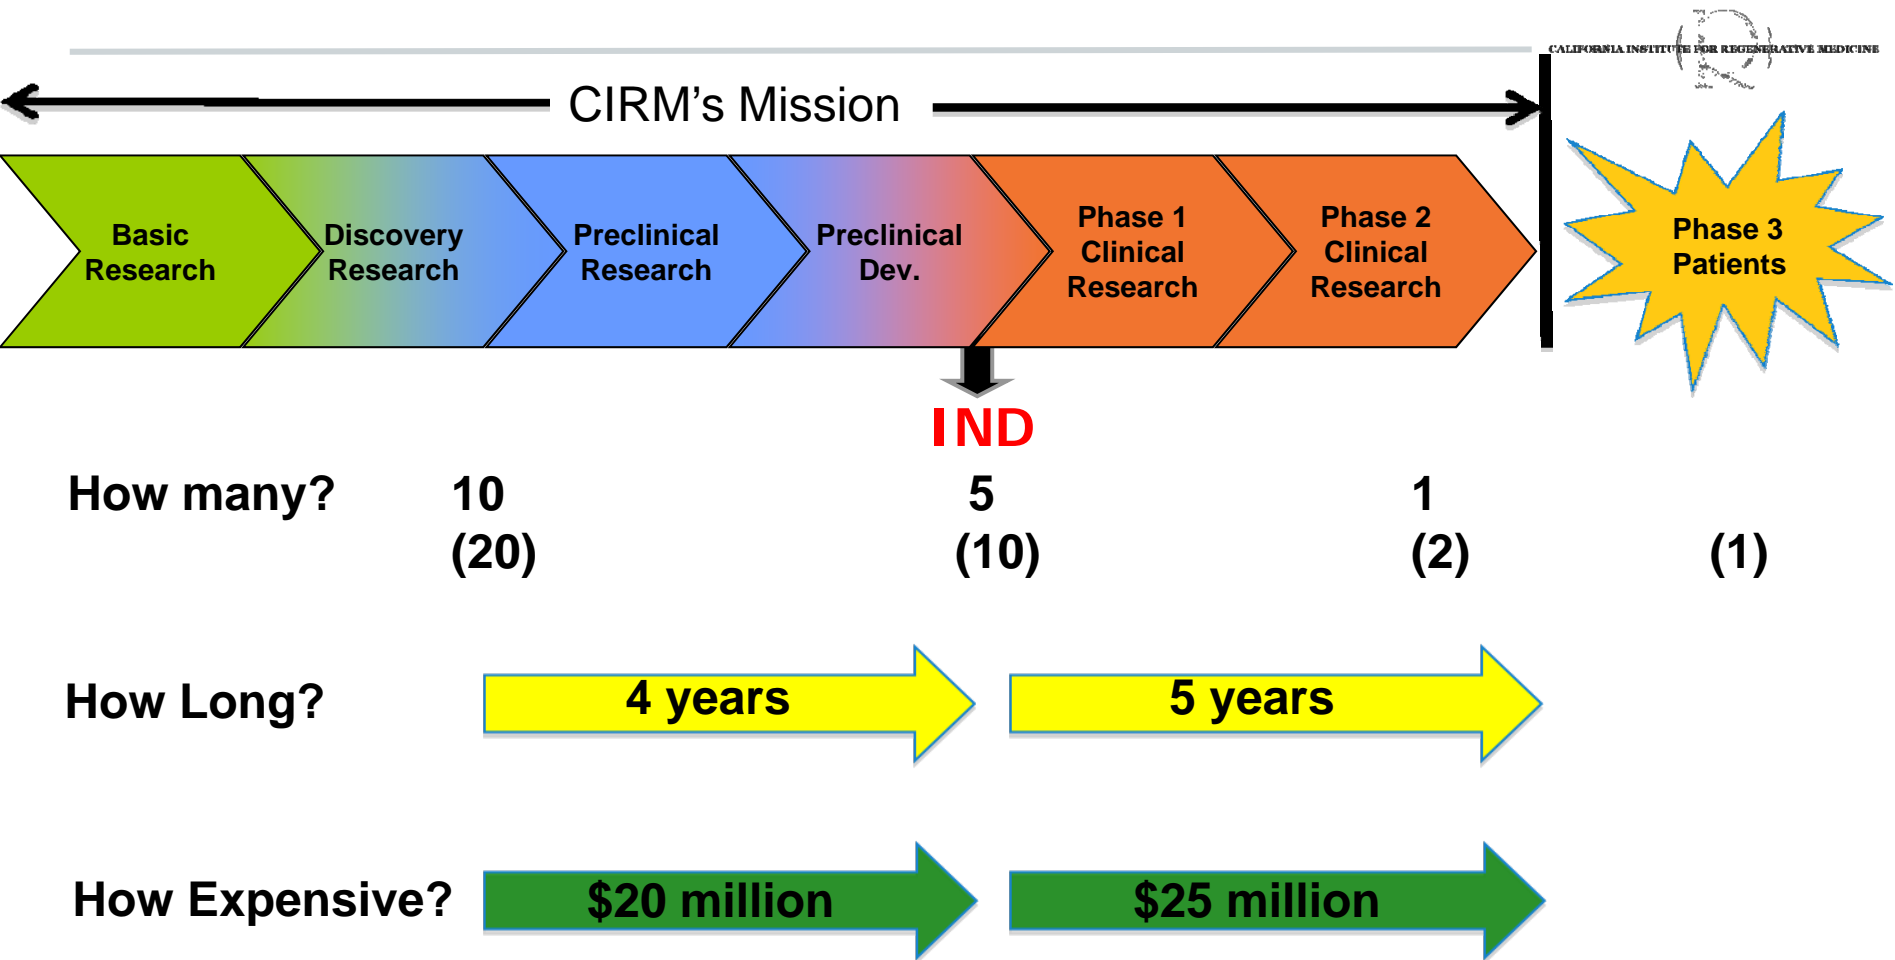 CALIFORNIA INSTITUTE FOR REGENERATIVE MEDICINE
CIRM’s Mission
Basic
Research
Discovery
Research
Preclinical
Research
Preclinical
Dev.
Phase 1
Clinical
Research
Phase 2
Clinical
Research
Phase 3
Patients
IND
How many? 10 5 1
(20) (10) (2) (1)
How Long? 4 years 5 years
How Expensive? $20 million $25 million